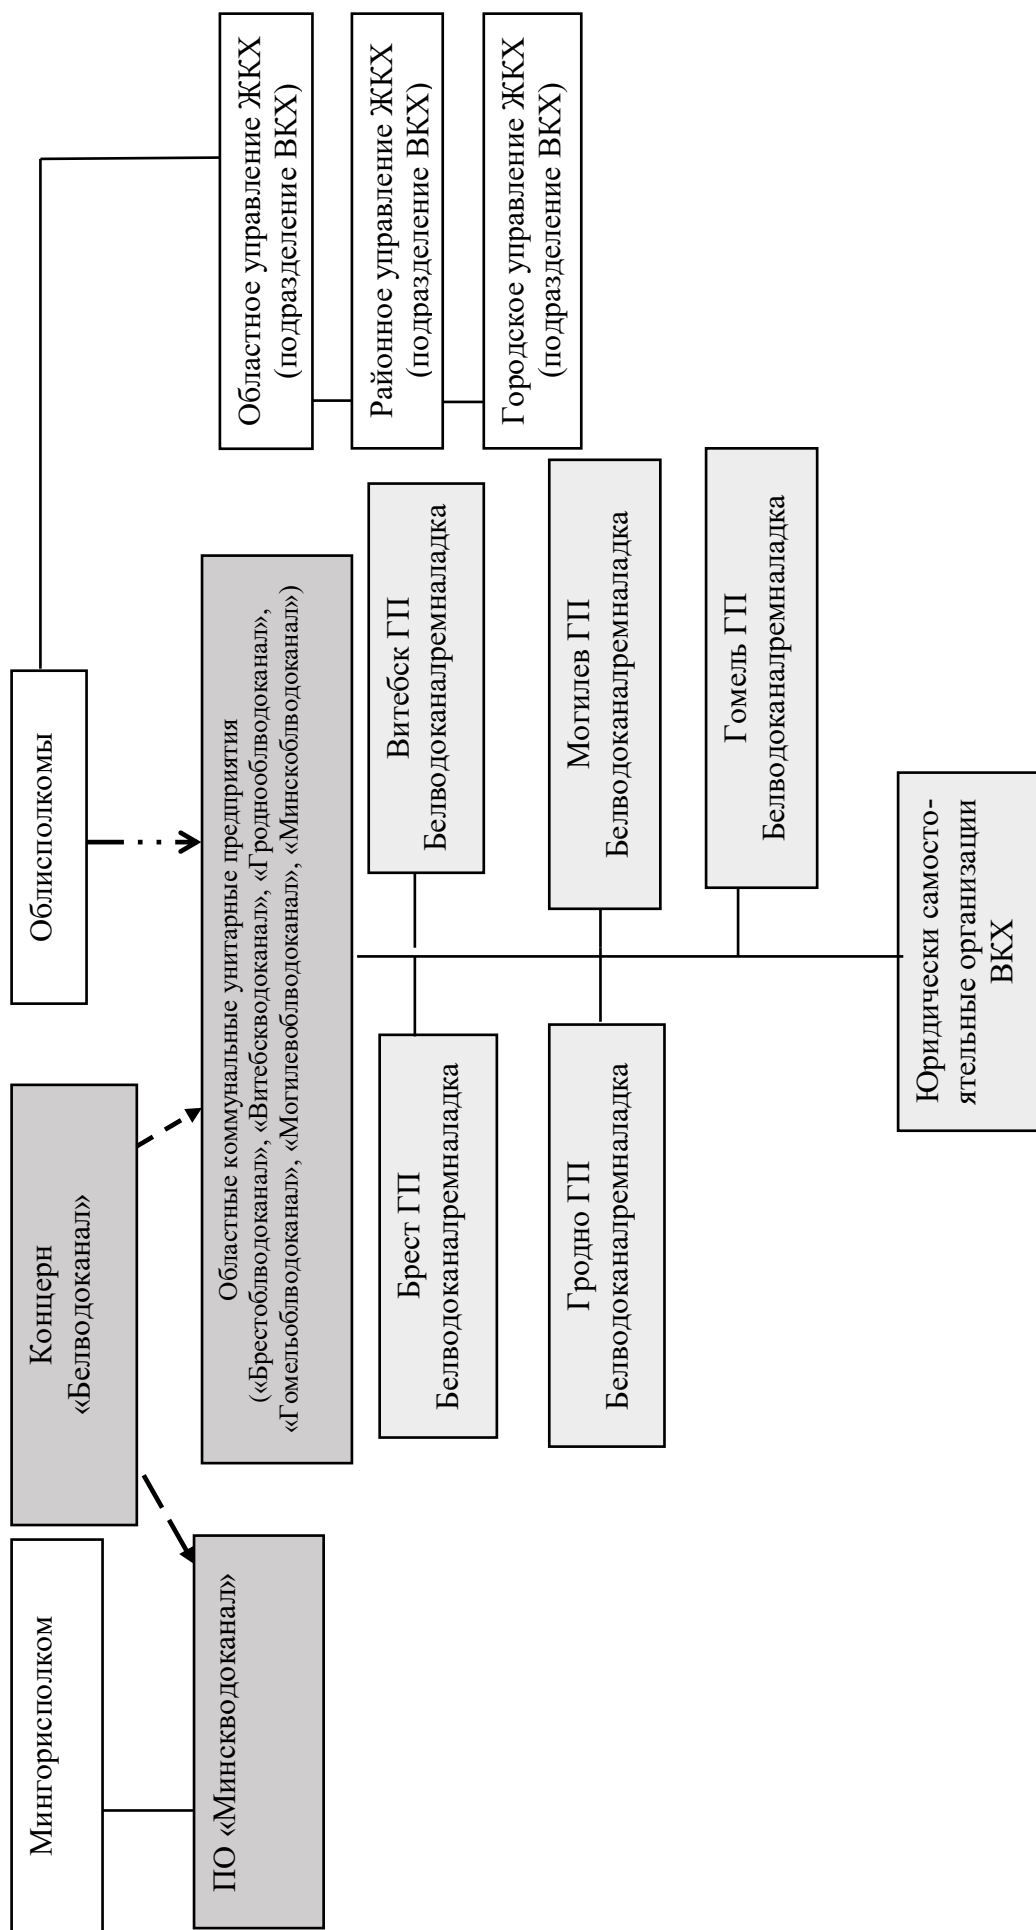 Мингорисполком
Концерн
«Белводоканал»
Облисполкомы
ПО «Минскводоканал»
Областные коммунальные унитарные предприятия
(«Брестоблводоканал», «Витебскводоканал», «Гроднооблводоканал»,
«Гомельоблводоканал», «Могилевоблводоканал», «Минскоблводоканал»)
Областное управление ЖКХ
(подразделение ВКХ)
Районное управление ЖКХ
(подразделение ВКХ)
Городское управление ЖКХ
(подразделение ВКХ)
Брест ГП
Белводоканалремналадка
Витебск ГП
Белводоканалремналадка
Гродно ГП
Белводоканалремналадка
Могилев ГП
Белводоканалремналадка
Гомель ГП
Белводоканалремналадка
Юридически самосто-
ятельные организации
ВКХ